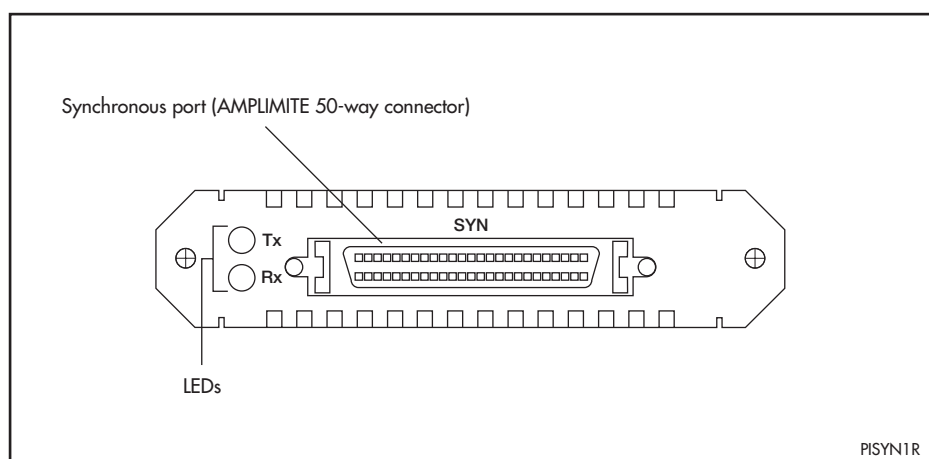 Synchronous port (AMPLIMITE 50-way connector)
SYN
Tx
Rx
LEDs
PISYN1R